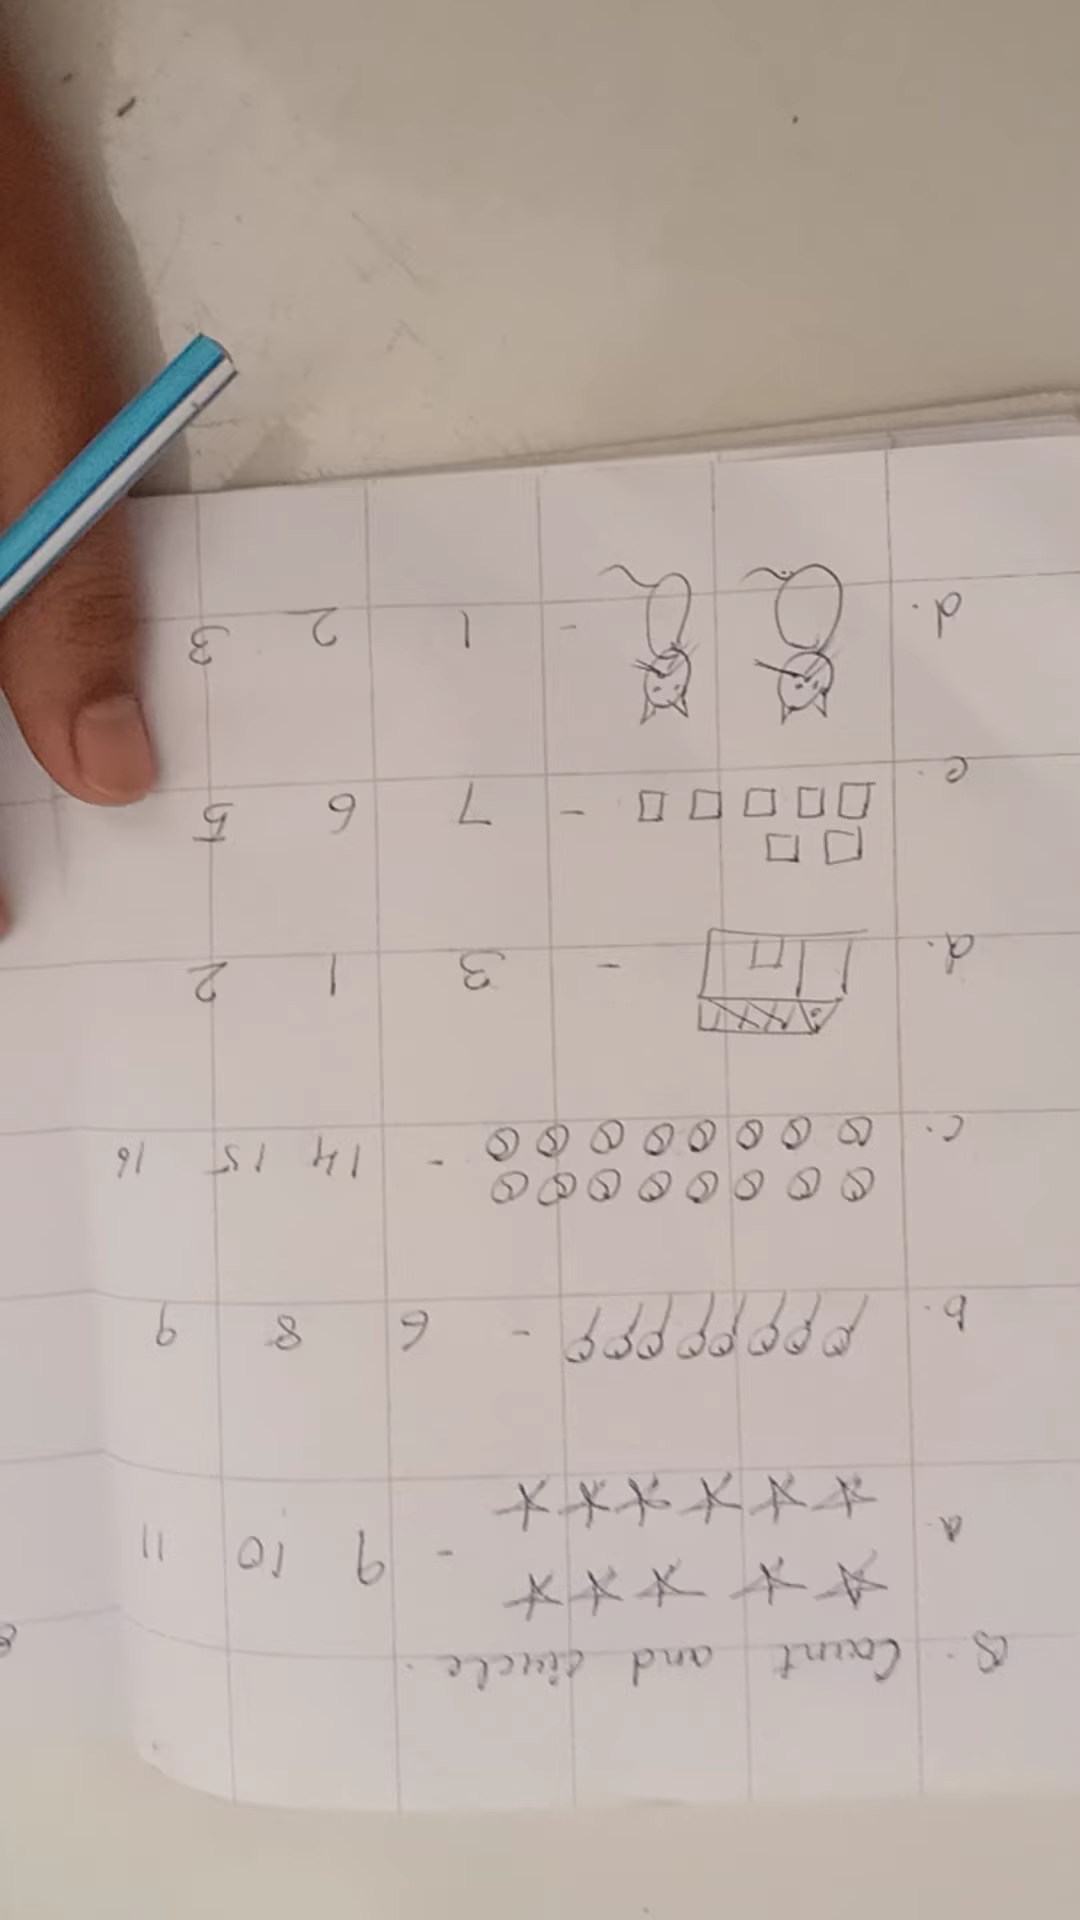 Q. Count and circle.
a. - 9 10 11
b. - 6 8 9
c. - 14 15 16
d. - 3 1 2
e. - 7 6 5
d. - 1 2 3
8